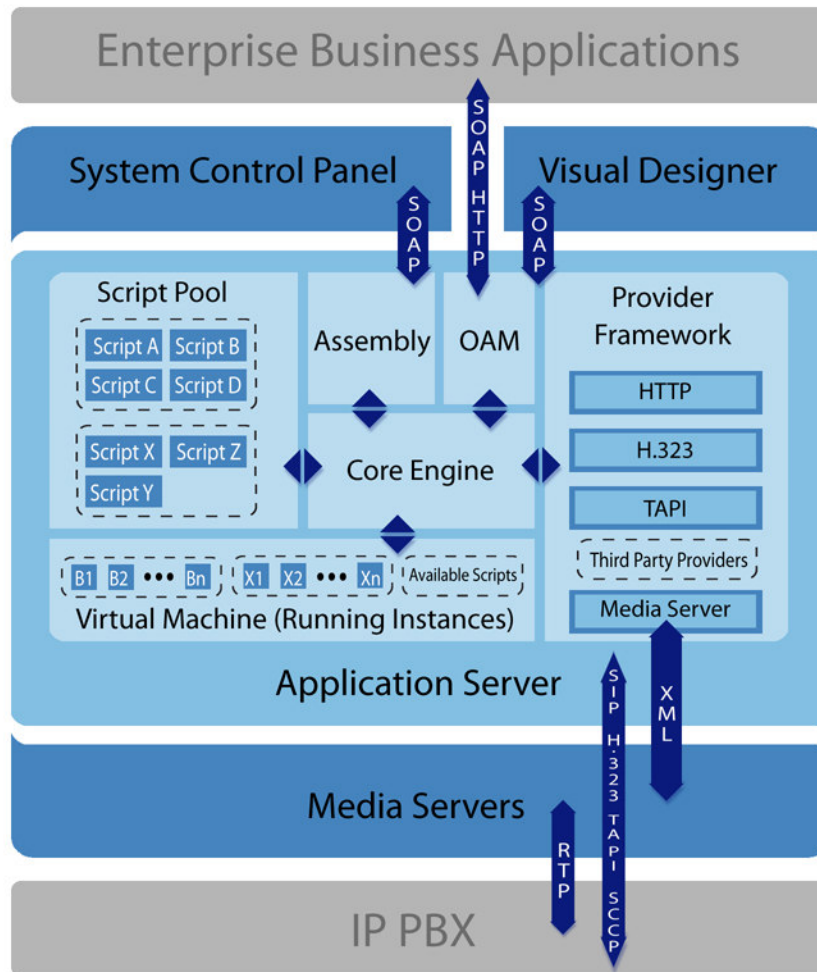 Enterprise Business Applications
SOAP HTTP
System Control Panel
Visual Designer
SOAP
SOAP
Script Pool
Script A
Script B
Script C
Script D
Script X
Script Z
Script Y
Assembly
OAM
Core Engine
Provider
Framework
HTTP
H.323
TAPI
Third Party Providers
Media Server
B1 B2 ••• Bn
X1 X2 ••• Xn
Available Scripts
Virtual Machine (Running Instances)
Application Server
SIP H.323 TAPI SCCP
XML
Media Servers
RTP
IP PBX